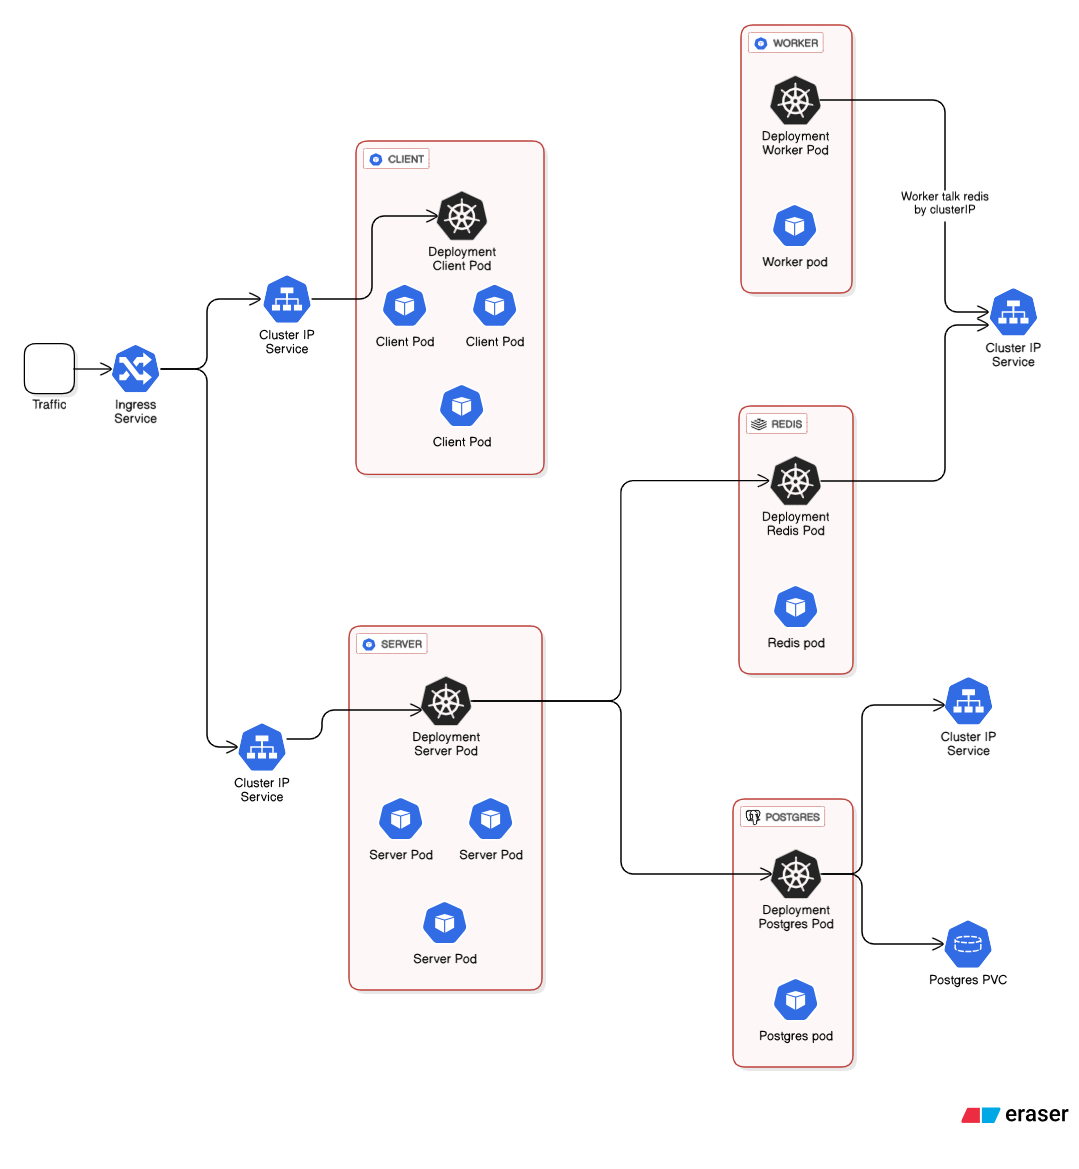 WORKER
Deployment
Worker Pod
Worker pod
Worker talk redis
by clusterIP
Cluster IP
Service
CLIENT
Deployment
Client Pod
Client Pod
Client Pod
Client Pod
Cluster IP
Service
Traffic
Ingress
Service
REDIS
Deployment
Redis Pod
Redis pod
SERVER
Deployment
Server Pod
Server Pod
Server Pod
Server Pod
Cluster IP
Service
Cluster IP
Service
POSTGRES
Deployment
Postgres Pod
Postgres pod
Postgres PVC
eraser